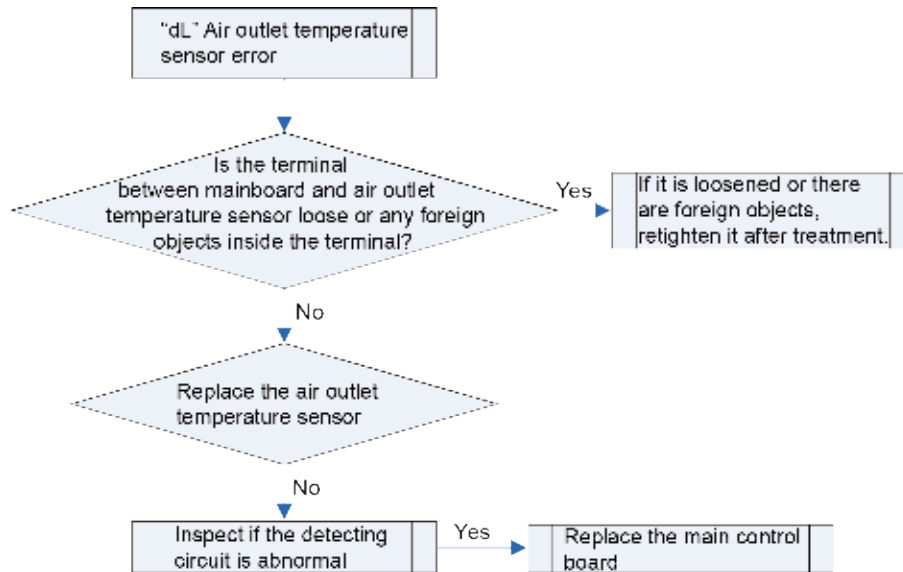 “dL” Air outlet temperature
sensor error
Is the terminal
between mainboard and air outlet
temperature sensor loose or any foreign
objects inside the terminal?
Yes
If it is loosened or there
are foreign objects,
retighten it after treatment.
No
Replace the air outlet
temperature sensor
No
Inspect if the detecting
circuit is abnormal
Yes
Replace the main control
board